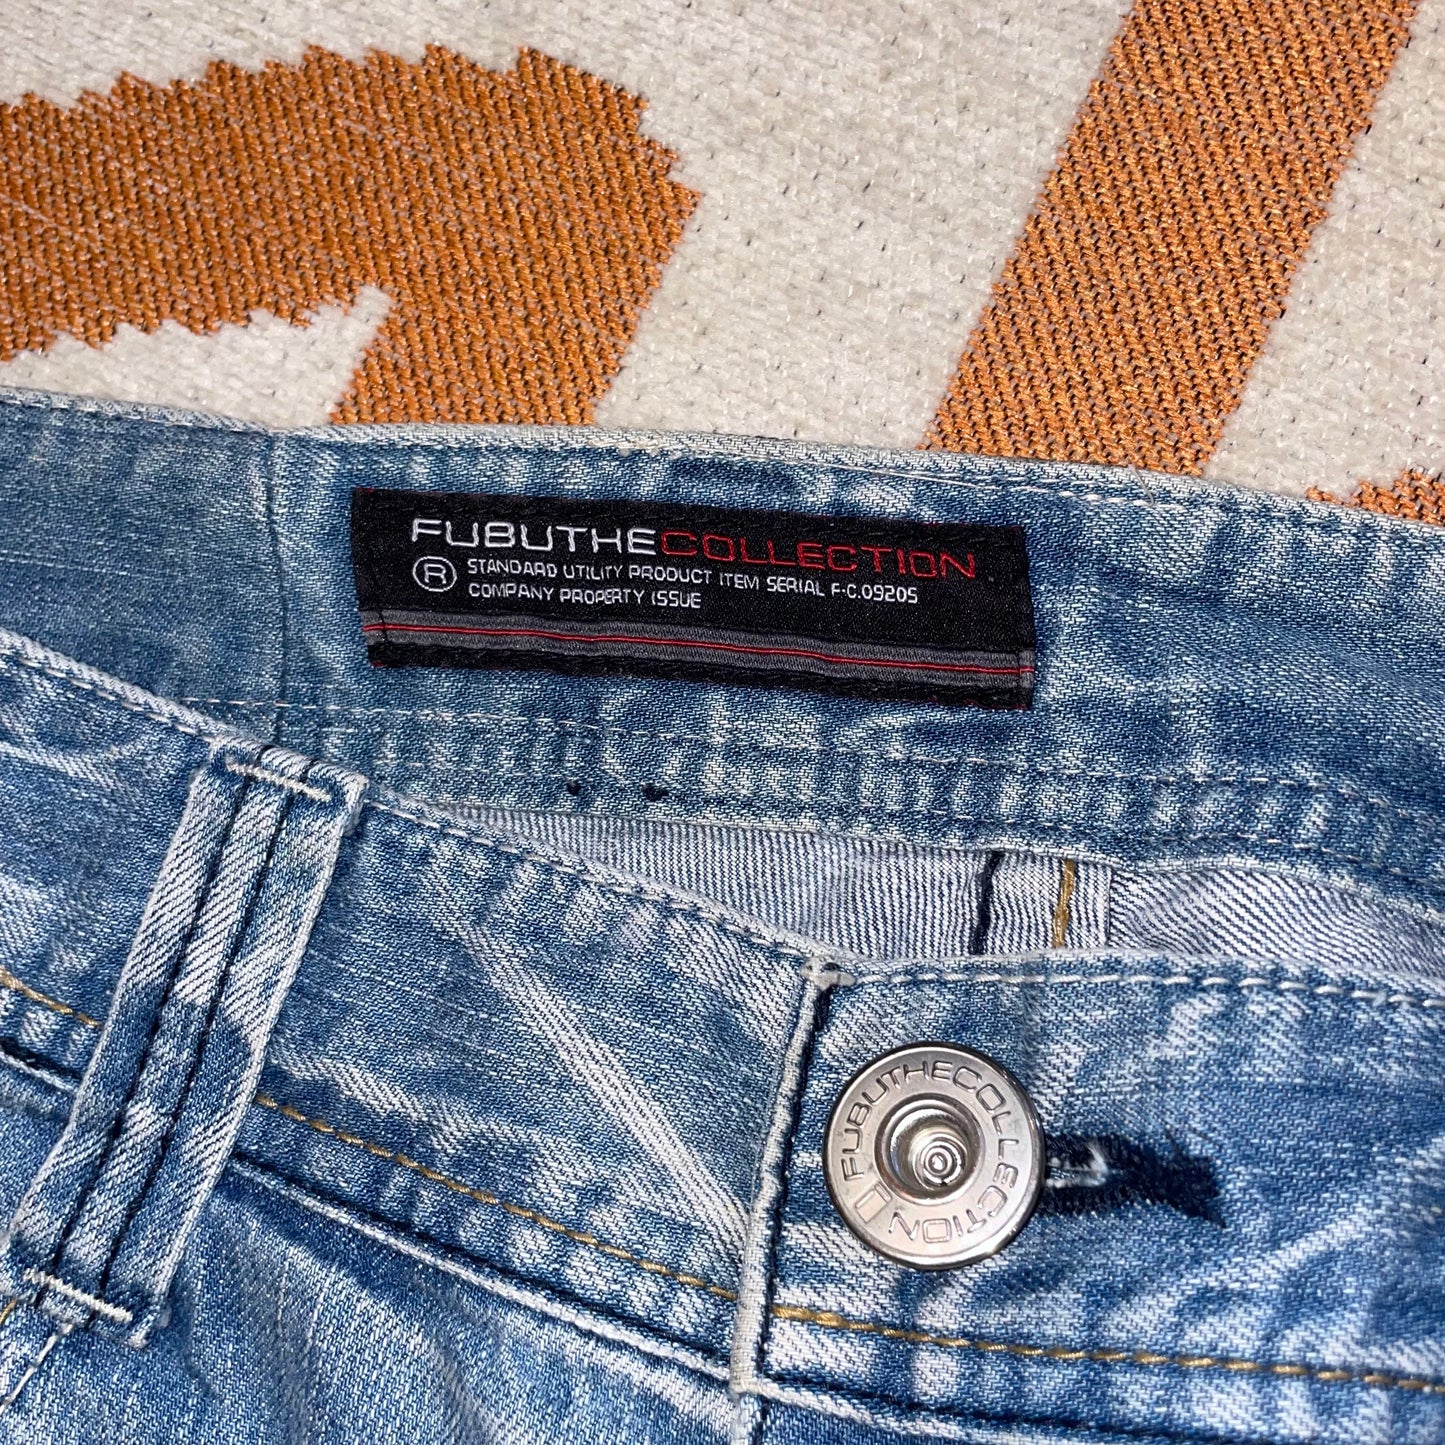 FUBUTHECOLLECTION
® STANDARD UTILITY PRODUCT ITEM SERIAL F-C.09205
COMPANY PROPERTY ISSUE
FUBUTHECOLLECTION